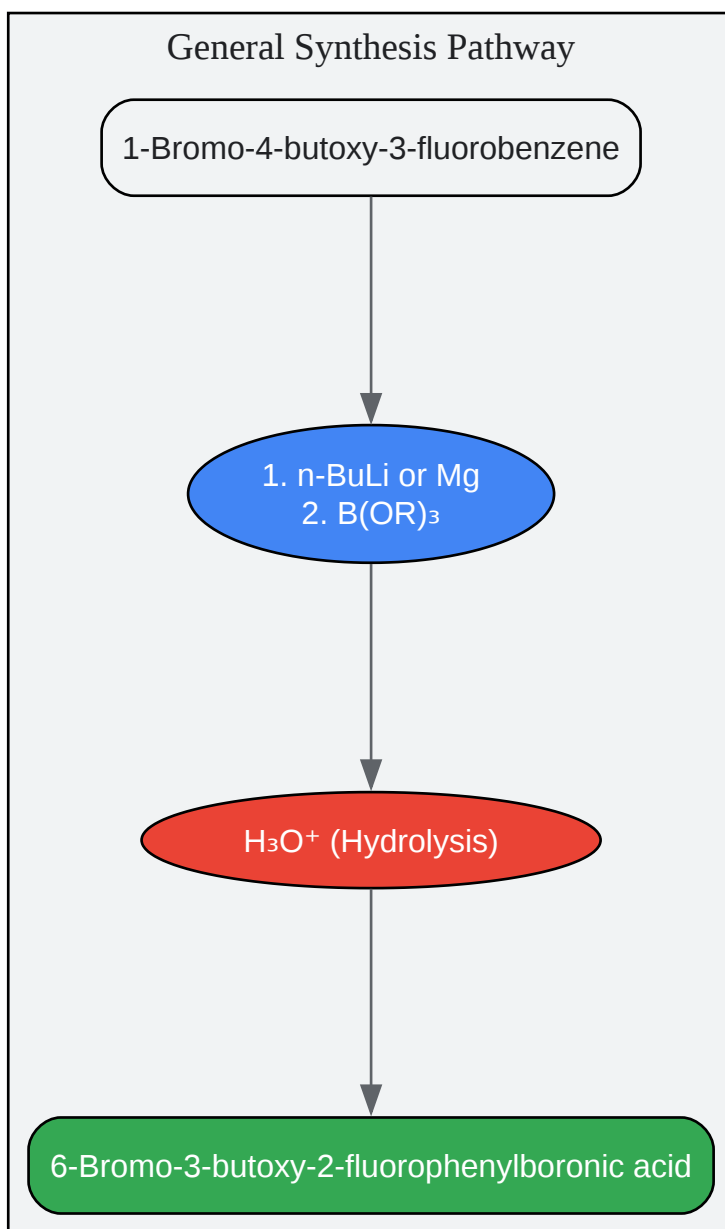 General Synthesis Pathway
1-Bromo-4-butoxy-3-fluorobenzene
1. n-BuLi or Mg
2. B(OR)₃
H₃O⁺ (Hydrolysis)
6-Bromo-3-butoxy-2-fluorophenylboronic acid